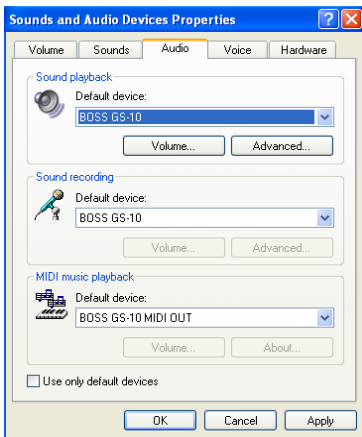 Sounds and Audio Devices Properties
Volume Sounds Audio Voice Hardware
Sound playback
Default device:
BOSS GS-10
Volume... Advanced...
Sound recording
Default device:
BOSS GS-10
Volume... Advanced...
MIDI music playback
Default device:
BOSS GS-10 MIDI OUT
Volume... About...
Use only default devices
OK Cancel Apply